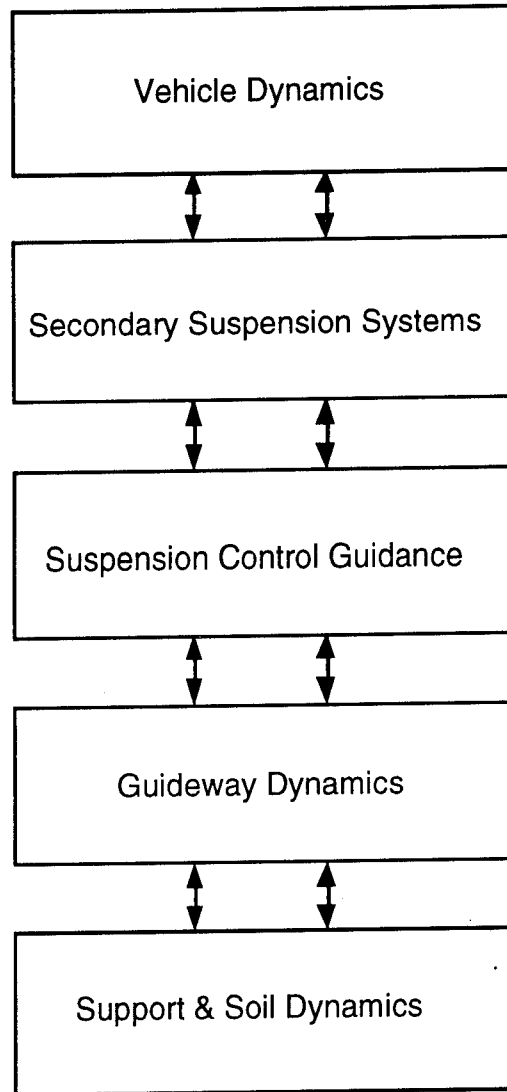 Vehicle Dynamics
Secondary Suspension Systems
Suspension Control Guidance
Guideway Dynamics
Support & Soil Dynamics